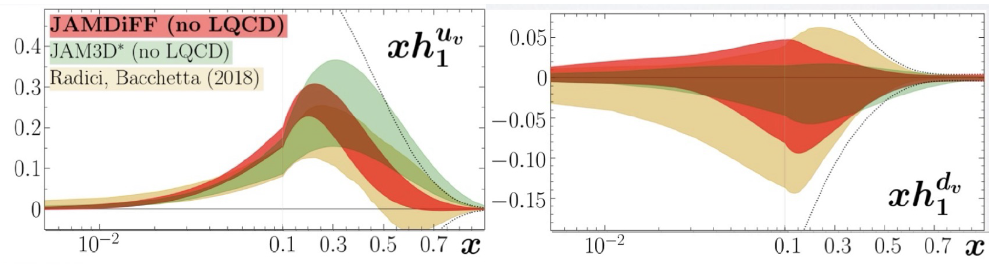 JAMDiFF (no LQCD)
JAM3D* (no LQCD)
Radici, Bacchetta (2018)
xh₁ᵘᵛ
0.4
0.3
0.2
0.1
0
10⁻² 0.1 0.3 0.5 0.7 x
0.05
0
−0.05
−0.10
−0.15
xh₁ᵈᵛ
10⁻² 0.1 0.3 0.5 0.7 x